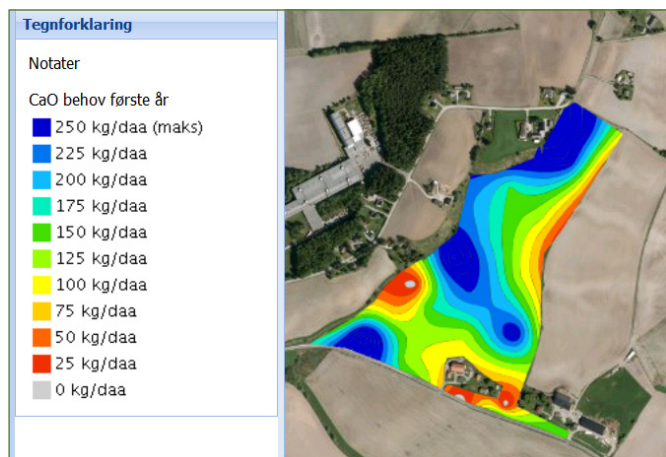 Tegnforklaring
Notater
CaO behov første år
250 kg/daa (maks)
225 kg/daa
200 kg/daa
175 kg/daa
150 kg/daa
125 kg/daa
100 kg/daa
75 kg/daa
50 kg/daa
25 kg/daa
0 kg/daa